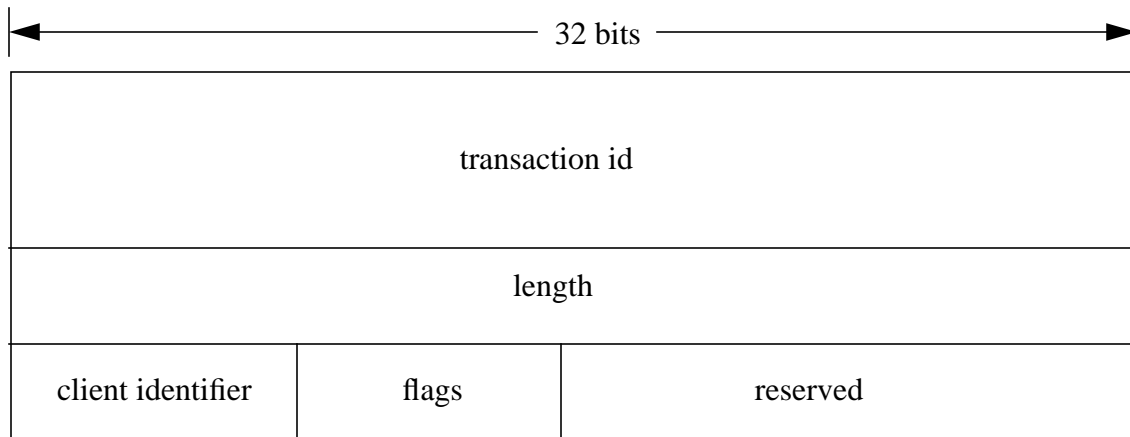 32 bits
transaction id
length
client identifier flags reserved